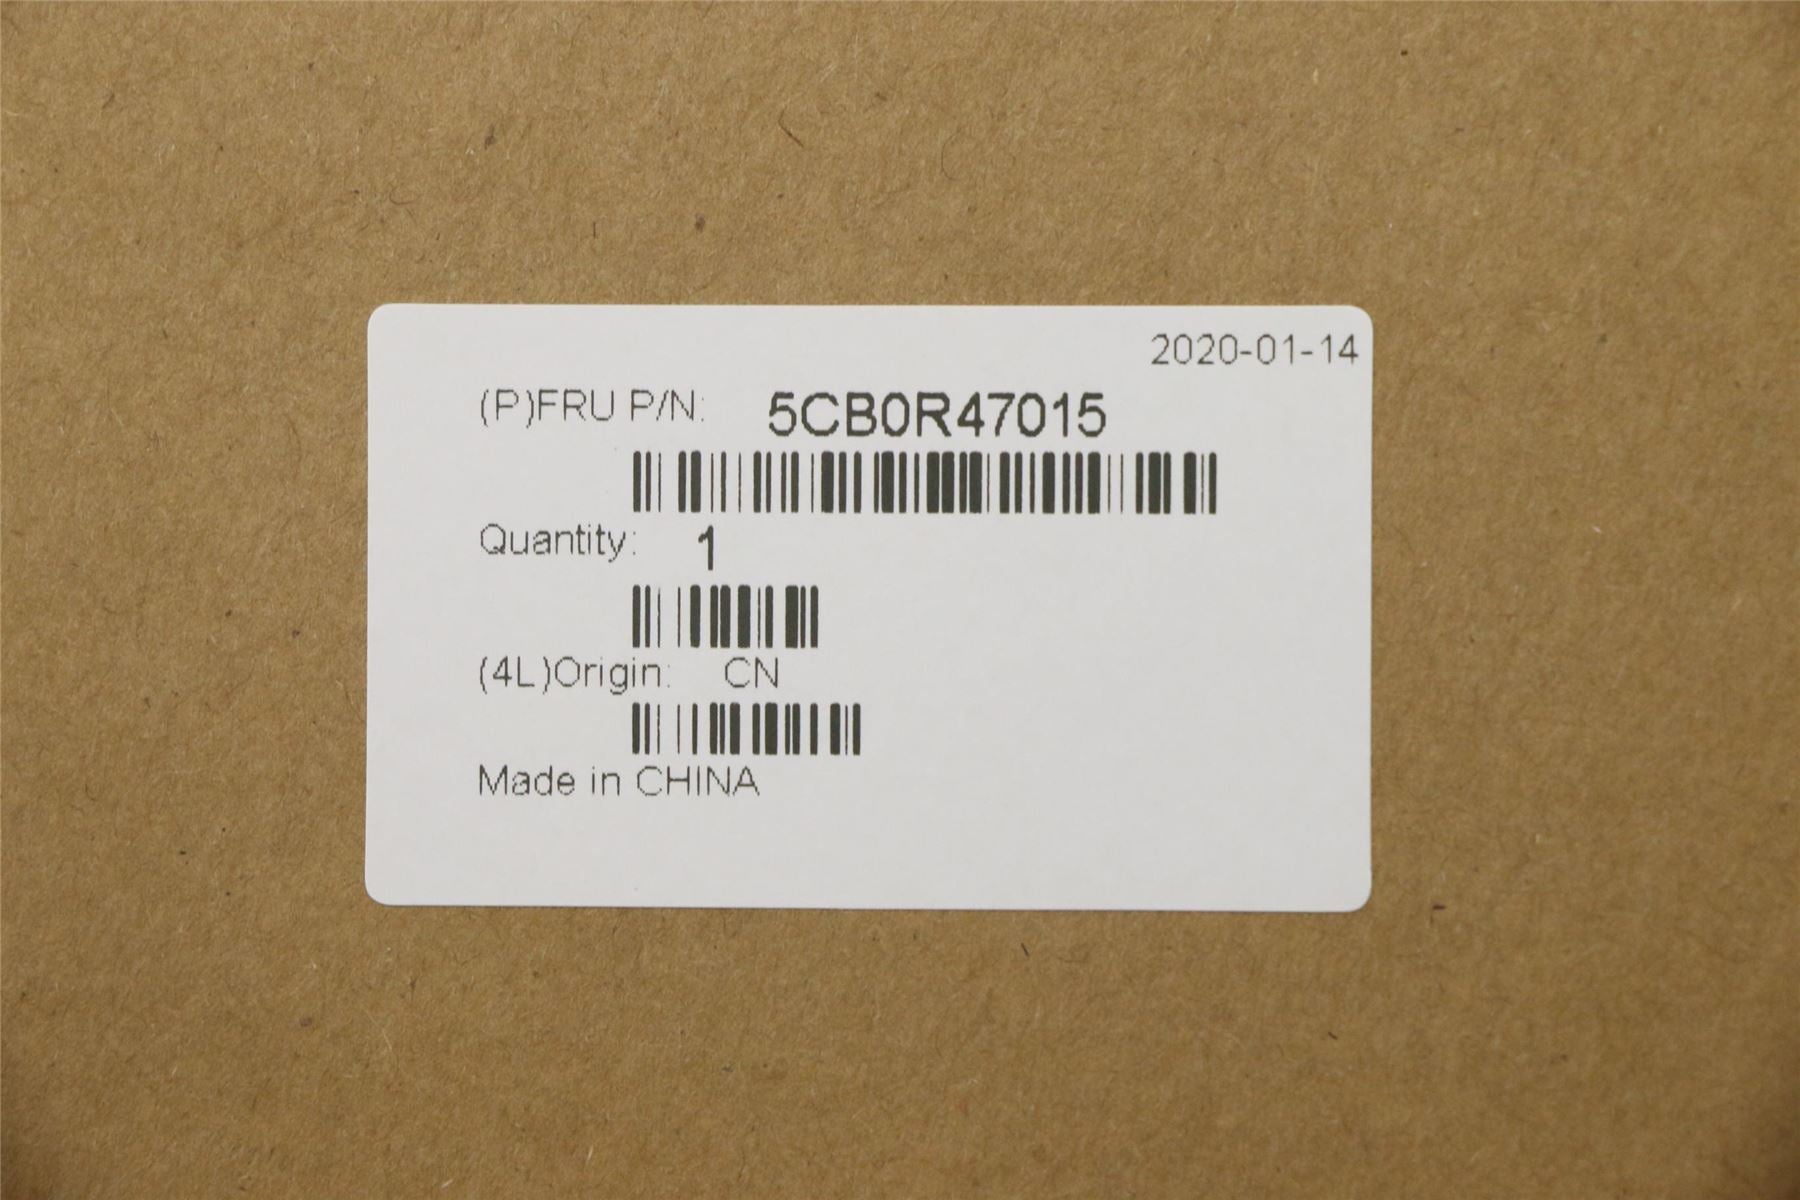 2020-01-14
(P)FRU P/N: 5CB0R47015
Quantity: 1
(4L)Origin: CN
Made in CHINA